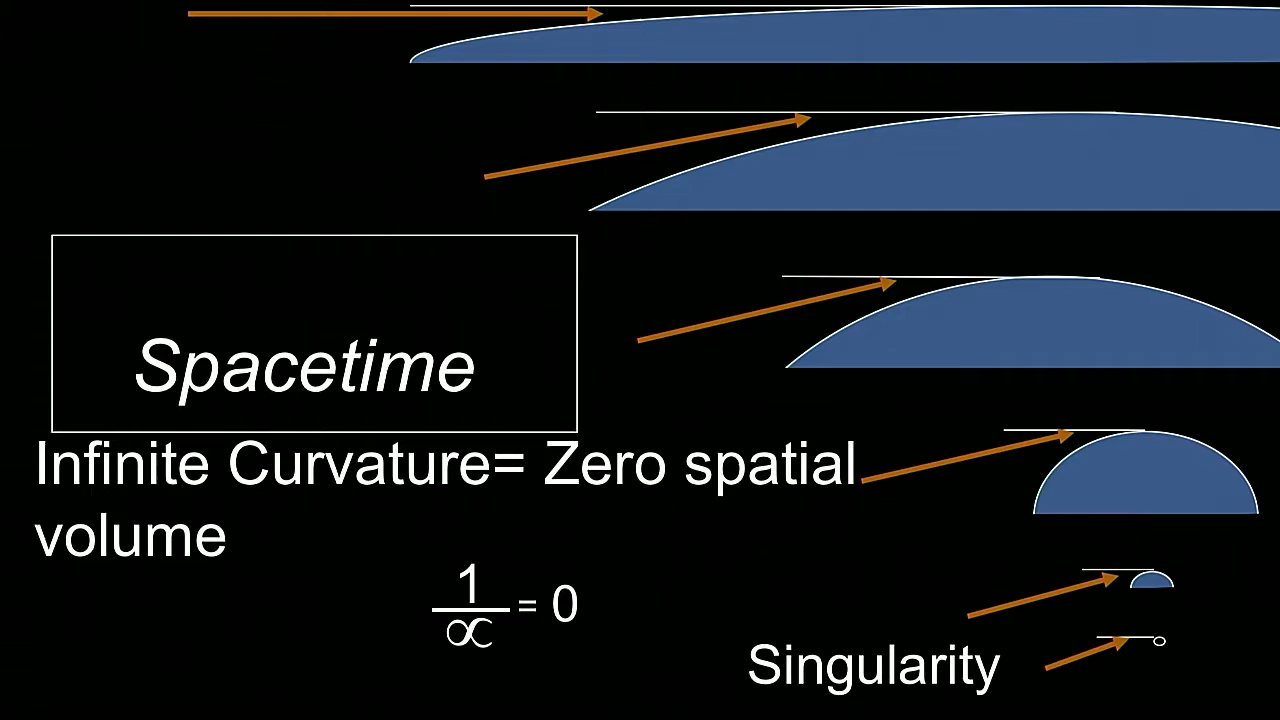 Spacetime
Infinite Curvature= Zero spatial
volume
1
∝ = 0
Singularity